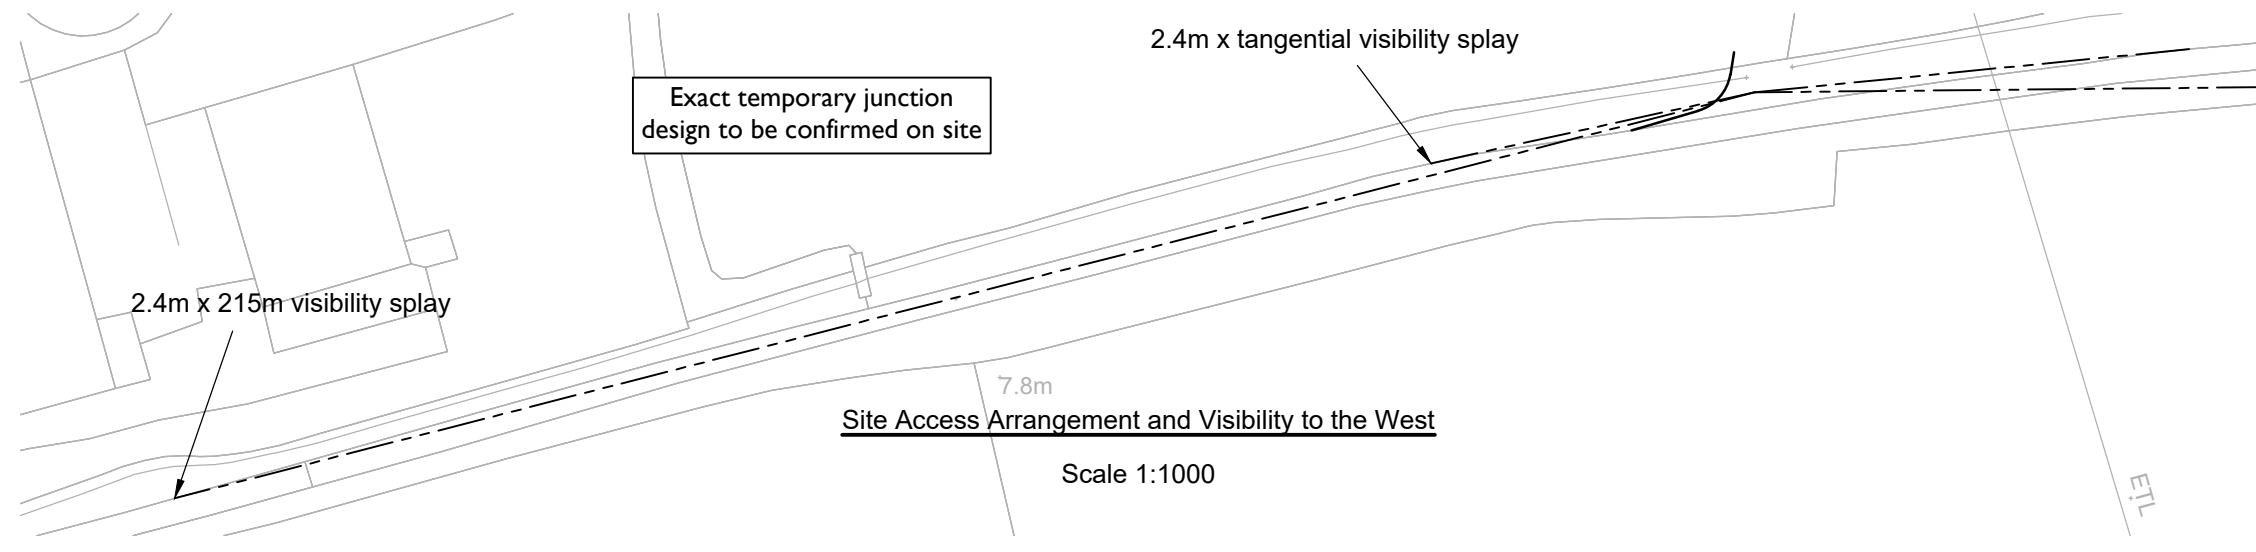 2.4m x tangential visibility splay
Exact temporary junction
design to be confirmed on site
2.4m x 215m visibility splay
7.8m
Site Access Arrangement and Visibility to the West
Scale 1:1000
ETL